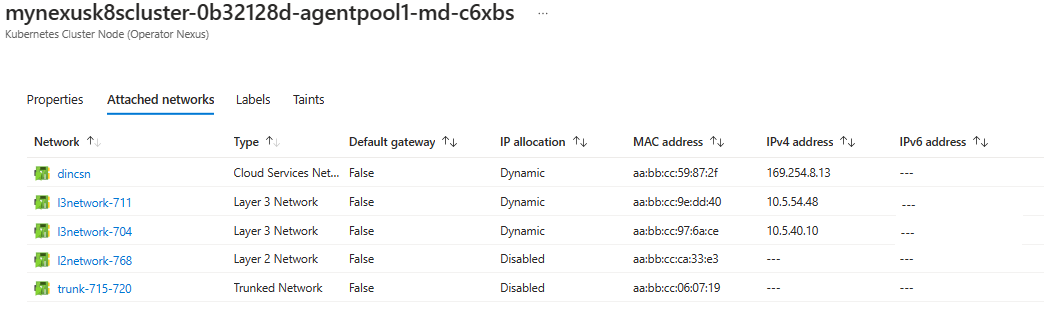 mynexusk8scluster-0b32128d-agentpool1-md-c6xbs ...
Kubernetes Cluster Node (Operator Nexus)
Properties Attached networks Labels Taints
Network ↑↓ Type ↑↓ Default gateway ↑↓ IP allocation ↑↓ MAC address ↑↓ IPv4 address ↑↓ IPv6 address ↑↓
dincsn Cloud Services Net... False Dynamic aa:bb:cc:59:87:2f 169.254.8.13 ---
l3network-711 Layer 3 Network False Dynamic aa:bb:cc:9e:dd:40 10.5.54.48 ---
l3network-704 Layer 3 Network False Dynamic aa:bb:cc:97:6a:ce 10.5.40.10 ---
l2network-768 Layer 2 Network False Disabled aa:bb:cc:ca:33:e3 --- ---
trunk-715-720 Trunked Network False Disabled aa:bb:cc:06:07:19 --- ---